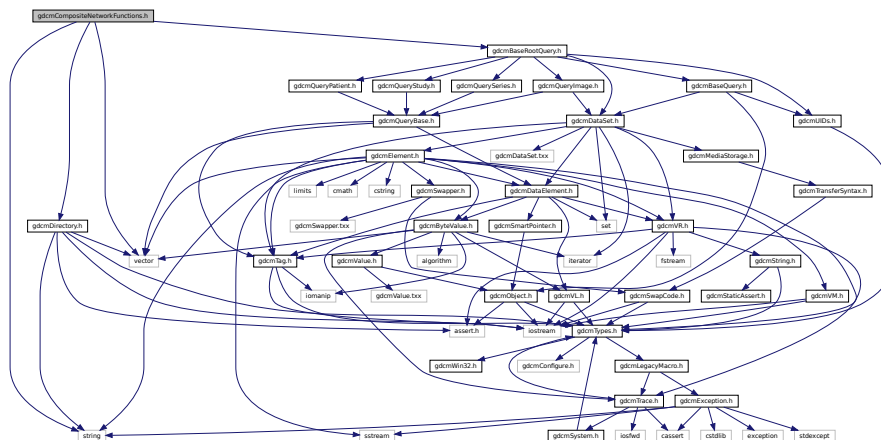 gdcmCompositeNetworkFunctions.h
gdcmBaseRootQuery.h
gdcmQueryPatient.h
gdcmQueryStudy.h
gdcmQuerySeries.h
gdcmQueryImage.h
gdcmBaseQuery.h
gdcmQueryBase.h
gdcmDataSet.h
gdcmUIDs.h
gdcmElement.h
gdcmDataSet.txx
gdcmMediaStorage.h
limits
cmath
cstring
gdcmSwapper.h
gdcmDataElement.h
gdcmTransferSyntax.h
gdcmDirectory.h
gdcmSwapper.txx
gdcmByteValue.h
gdcmSmartPointer.h
set
gdcmVR.h
vector
gdcmTag.h
gdcmValue.h
algorithm
iterator
fstream
gdcmString.h
iomanip
gdcmValue.txx
gdcmObject.h
gdcmVL.h
gdcmSwapCode.h
gdcmStaticAssert.h
gdcmVM.h
assert.h
iostream
gdcmTypes.h
gdcmWin32.h
gdcmConfigure.h
gdcmLegacyMacro.h
gdcmTrace.h
gdcmException.h
string
sstream
gdcmSystem.h
iosfwd
cassert
cstdlib
exception
stdexcept